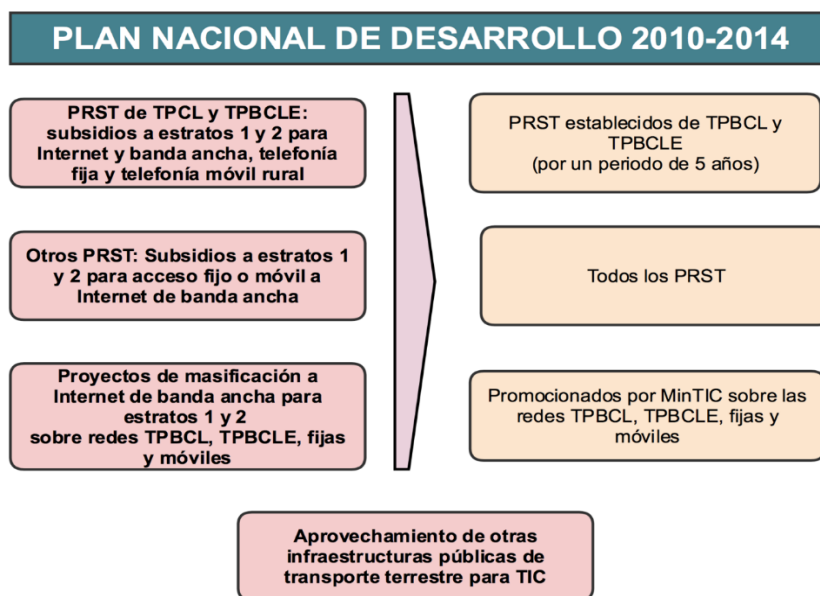 PLAN NACIONAL DE DESARROLLO 2010-2014
PRST de TPCL y TPBCLE:
subsidios a estratos 1 y 2 para
Internet y banda ancha, telefonía
fija y telefonía móvil rural
PRST establecidos de TPBCL y
TPBCLE
(por un periodo de 5 años)
Otros PRST: Subsidios a estratos 1
y 2 para acceso fijo o móvil a
Internet de banda ancha
Todos los PRST
Proyectos de masificación a
Internet de banda ancha para
estratos 1 y 2
sobre redes TPBCL, TPBCLE, fijas
y móviles
Promocionados por MinTIC sobre las
redes TPBCL, TPBCLE, fijas y
móviles
Aprovechamiento de otras
infraestructuras públicas de
transporte terrestre para TIC